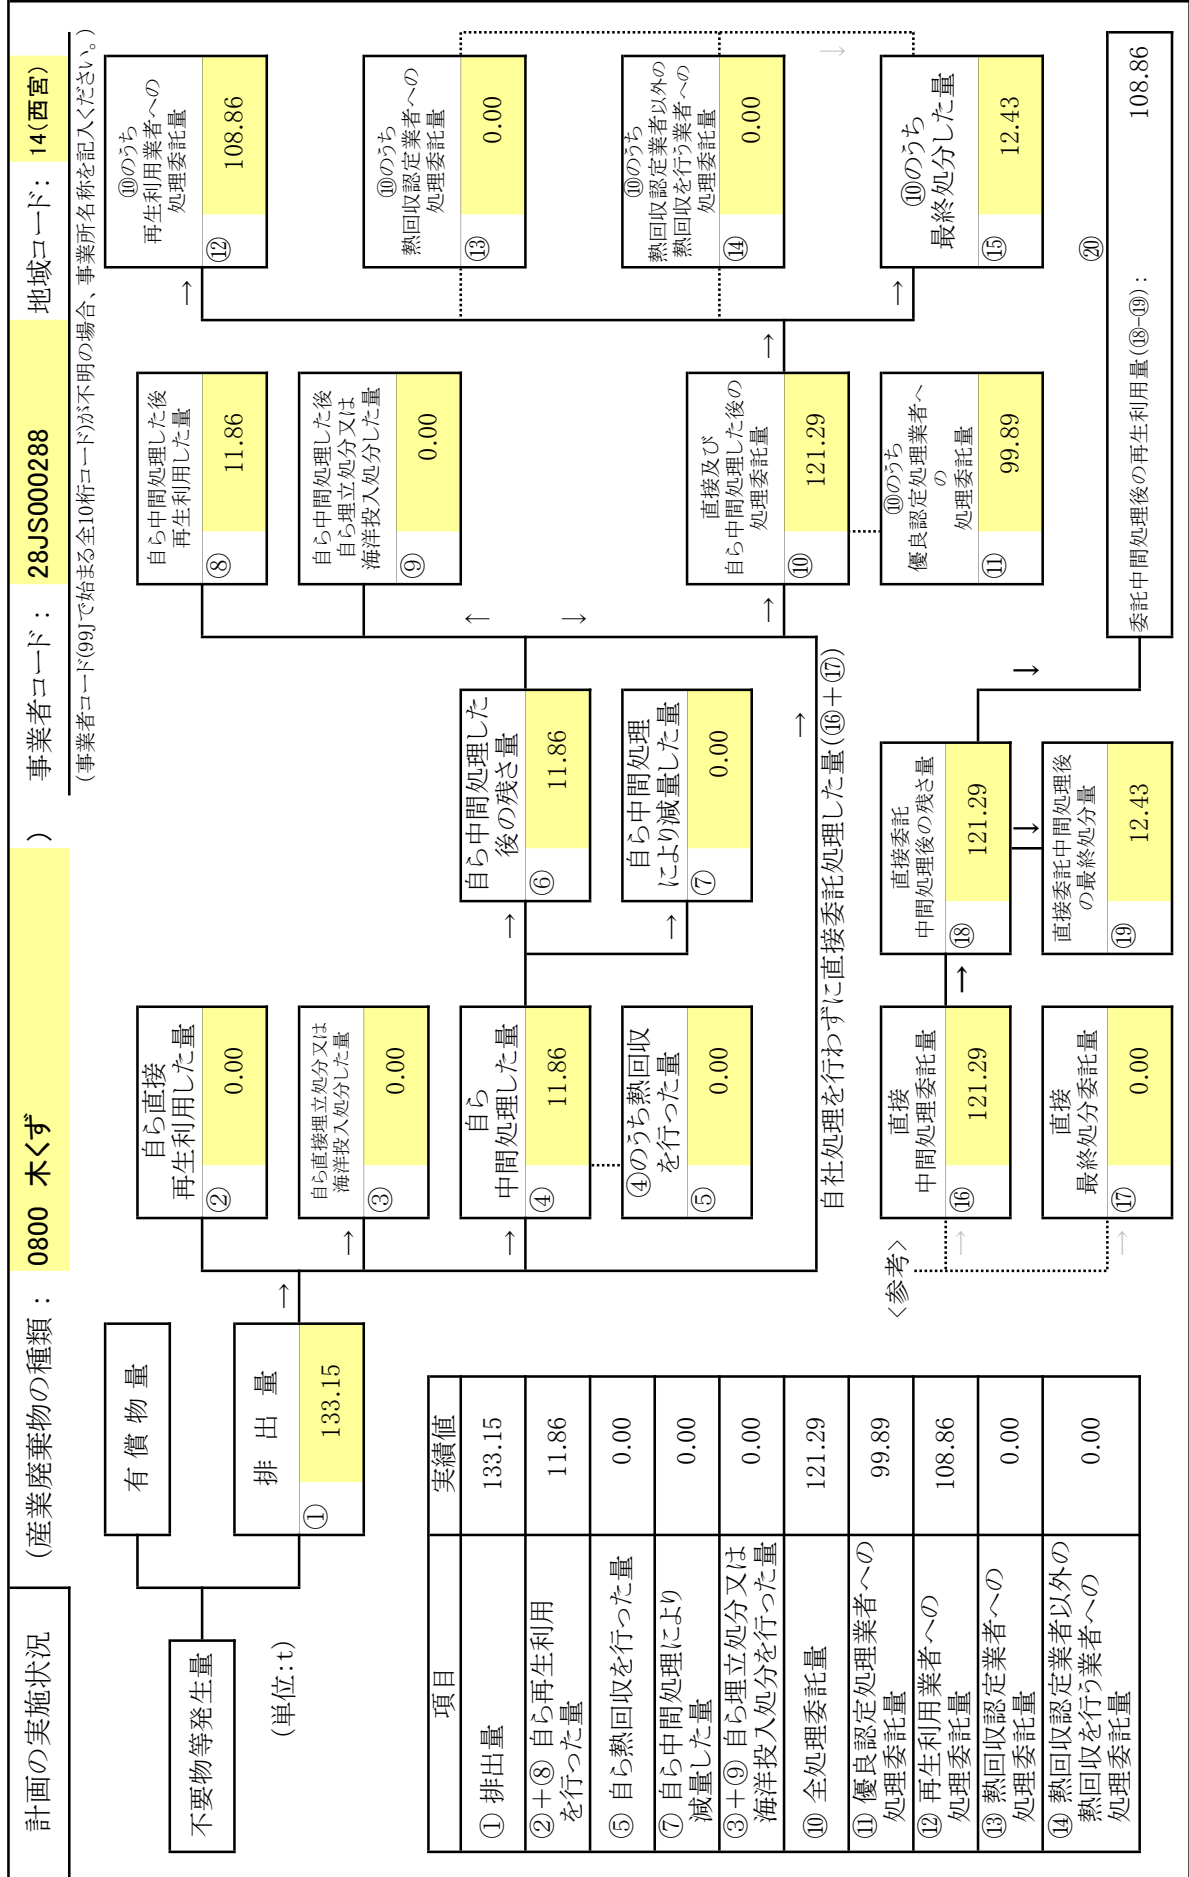 計画の実施状況
(産業廃棄物の種類 : 0800 木くず )
事業者コード : 28JS000288 地域コード : 14(西宮)
(事業者コード(99Jで始まる全10桁コード)が不明の場合、事業所名称を記入ください。)
不要物等発生量
(単位:t)
有 償 物 量
排 出 量
① 133.15
→
自ら直接
再生利用した量
② 0.00
→
自ら直接埋立処分又は
海洋投入処分した量
③ 0.00
→
自ら
中間処理した量
④ 11.86
④のうち熱回収
を行った量
⑤ 0.00
→
自ら中間処理した
後の残さ量
⑥ 11.86
→
自ら中間処理
により減量した量
⑦ 0.00
↑
↓
自ら中間処理した後
再生利用した量
⑧ 11.86
自ら中間処理した後
自ら埋立処分又は
海洋投入処分した量
⑨ 0.00
→
自社処理を行わずに直接委託処理した量(⑯+⑰)
→
直接及び
自ら中間処理した後の
処理委託量
⑩ 121.29
⑩のうち
優良認定処理業者へ
の
処理委託量
⑪ 99.89
→
→
⑩のうち
再生利用業者への
処理委託量
⑫ 108.86
⑩のうち
熱回収認定業者への
処理委託量
⑬ 0.00
⑩のうち
熱回収認定業者以外の
熱回収を行う業者への
処理委託量
⑭ 0.00
↓
→
⑩のうち
最終処分した量
⑮ 12.43
<参考>
→
直接
中間処理委託量
⑯ 121.29
→
直接
最終処分委託量
⑰ 0.00
→
直接委託
中間処理後の残さ量
⑱ 121.29
→
直接委託中間処理後
の最終処分量
⑲ 12.43
↓
⑳
委託中間処理後の再生利用量(⑱-⑲) : 108.86
項目 実績値
① 排出量 133.15
②+⑧ 自ら再生利用
を行った量 11.86
⑤ 自ら熱回収を行った量 0.00
⑦ 自ら中間処理により
減量した量 0.00
③+⑨ 自ら埋立処分又は
海洋投入処分を行った量 0.00
⑩ 全処理委託量 121.29
⑪ 優良認定処理業者への
処理委託量 99.89
⑫ 再生利用業者への
処理委託量 108.86
⑬ 熱回収認定業者への
処理委託量 0.00
⑭ 熱回収認定業者以外の
熱回収を行う業者への
処理委託量 0.00